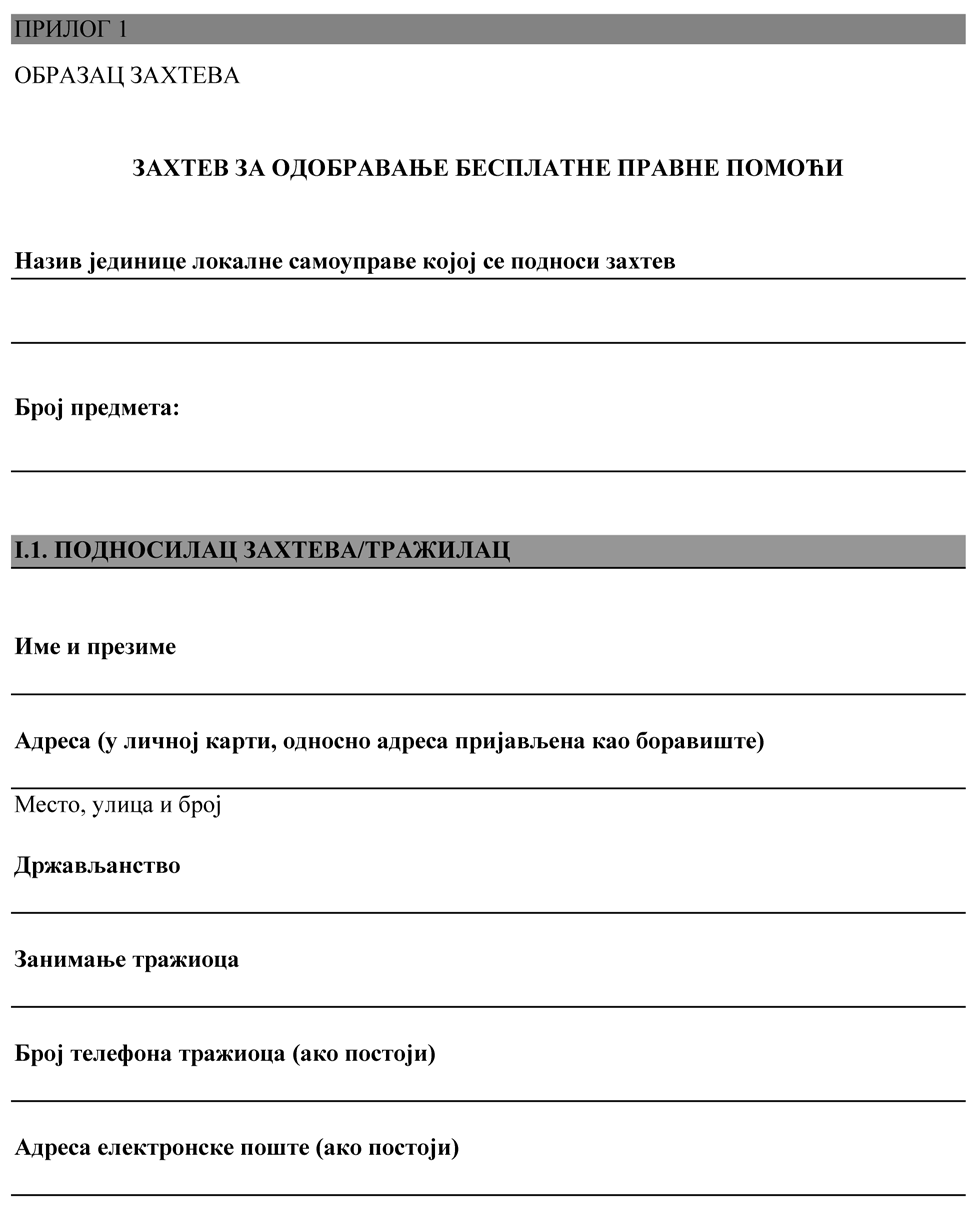 ПРИЛОГ 1
ОБРАЗАЦ ЗАХТЕВА
ЗАХТЕВ ЗА ОДОБРАВАЊЕ БЕСПЛАТНЕ ПРАВНЕ ПОМОЋИ
Назив јединице локалне самоуправе којој се подноси захтев
Број предмета:
I.1. ПОДНОСИЛАЦ ЗАХТЕВА/ТРАЖИЛАЦ
Име и презиме
Адреса (у личној карти, односно адреса пријављена као боравиште)
Место, улица и број
Држављанство
Занимање тражиоца
Број телефона тражиоца (ако постоји)
Адреса електронске поште (ако постоји)